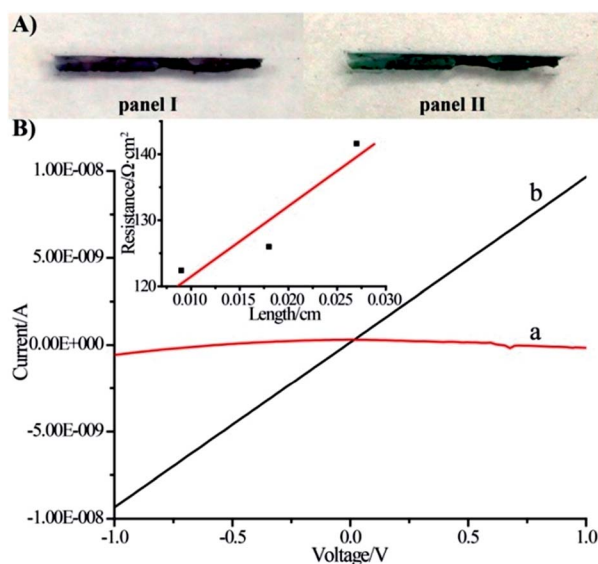 A)
panel I
panel II
B)
Resistance/Ω·cm²
140
130
120
0.010 0.015 0.020 0.025 0.030
Length/cm
Current/A
1.00E-008
5.00E-009
0.00E+000
-5.00E-009
-1.00E-008
b
a
-1.0 -0.5 0.0 0.5 1.0
Voltage/V